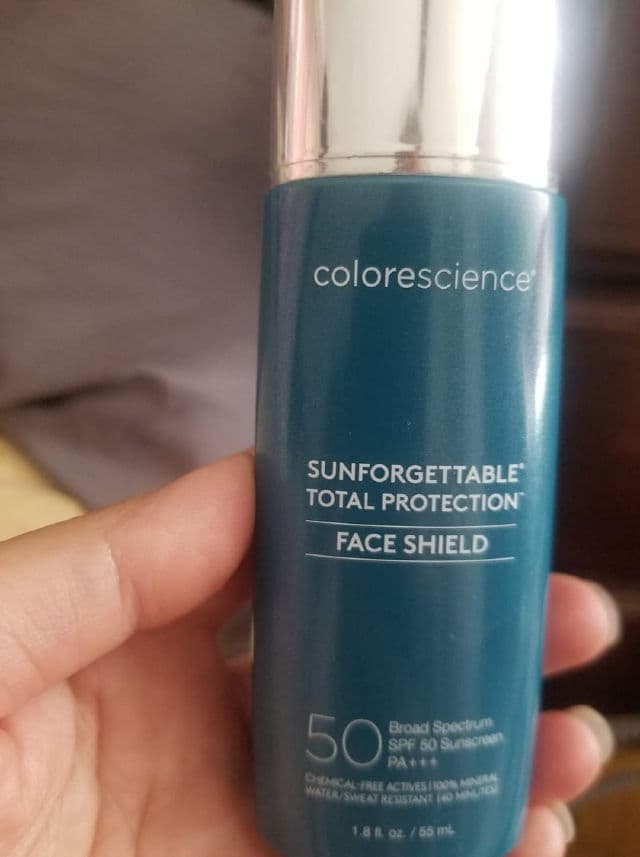 colorescience®
SUNFORGETTABLE®
TOTAL PROTECTION™
FACE SHIELD
50 Broad Spectrum
SPF 50 Sunscreen
PA+++
CHEMICAL-FREE ACTIVES | 100% MINERAL
WATER/SWEAT RESISTANT (40 MINUTES)
1.8 fl. oz. / 55 mL